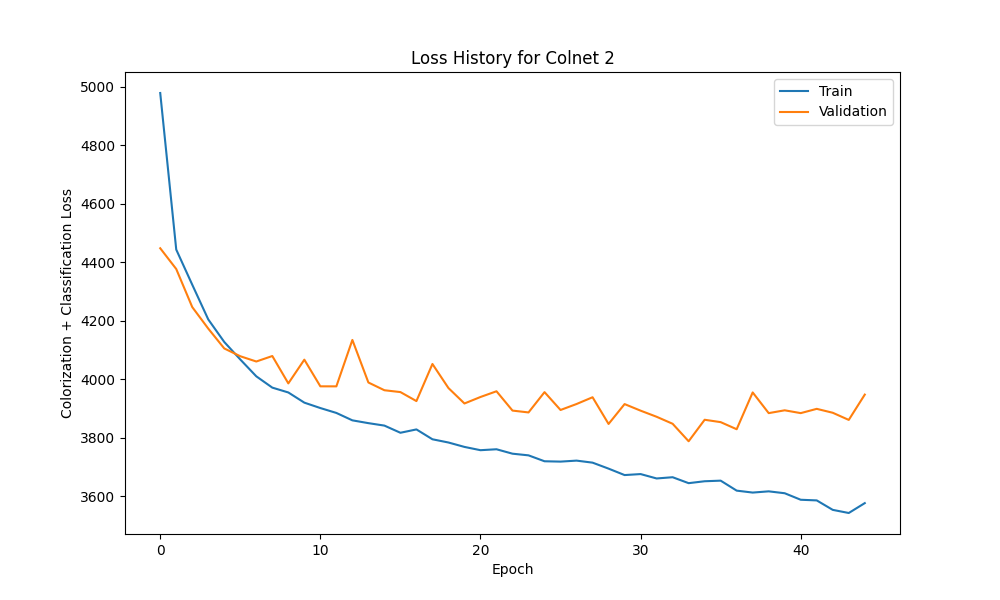 Loss History for Colnet 2
Train
Validation
Colorization + Classification Loss
5000
4800
4600
4400
4200
4000
3800
3600
0 10 20 30 40
Epoch